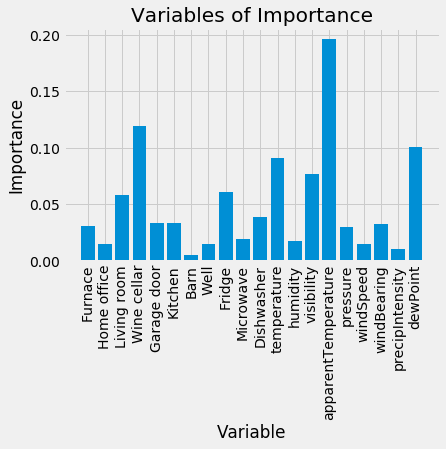 Variables of Importance
Importance
0.20
0.15
0.10
0.05
0.00
Furnace
Home office
Living room
Wine cellar
Garage door
Kitchen
Barn
Well
Fridge
Microwave
Dishwasher
temperature
humidity
visibility
apparentTemperature
pressure
windSpeed
windBearing
precipIntensity
dewPoint
Variable